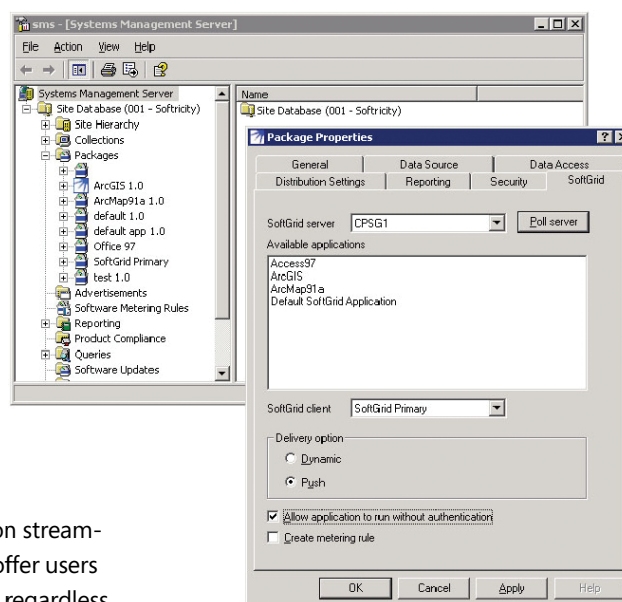 sms - [Systems Management Server]
File Action View Help
Systems Management Server
Site Database (001 - Softricity)
Site Hierarchy
Collections
Packages
ArcGIS 1.0
ArcMap91a 1.0
default 1.0
default app 1.0
Office 97
SoftGrid Primary
test 1.0
Advertisements
Software Metering Rules
Reporting
Product Compliance
Queries
Software Updates
Name
Site Database (001 - Softricity)
Package Properties
General Data Source Data Access
Distribution Settings Reporting Security SoftGrid
SoftGrid server CPSG1 Poll server
Available applications
Access97
ArcGIS
ArcMap91a
Default SoftGrid Application
SoftGrid client SoftGrid Primary
Delivery option
Dynamic
Push
Allow application to run without authentication
Create metering rule
OK Cancel Apply Help
on stream-
offer users
regardless